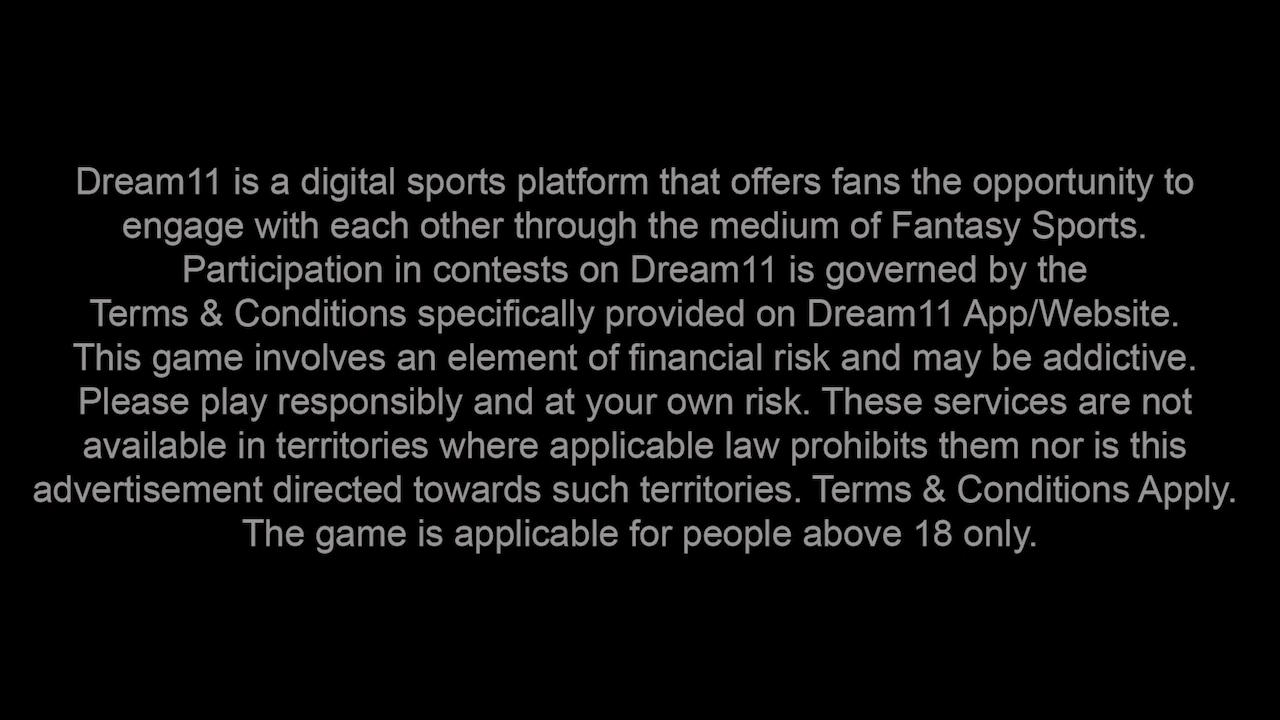 Dream11 is a digital sports platform that offers fans the opportunity to
engage with each other through the medium of Fantasy Sports.
Participation in contests on Dream11 is governed by the
Terms & Conditions specifically provided on Dream11 App/Website.
This game involves an element of financial risk and may be addictive.
Please play responsibly and at your own risk. These services are not
available in territories where applicable law prohibits them nor is this
advertisement directed towards such territories. Terms & Conditions Apply.
The game is applicable for people above 18 only.